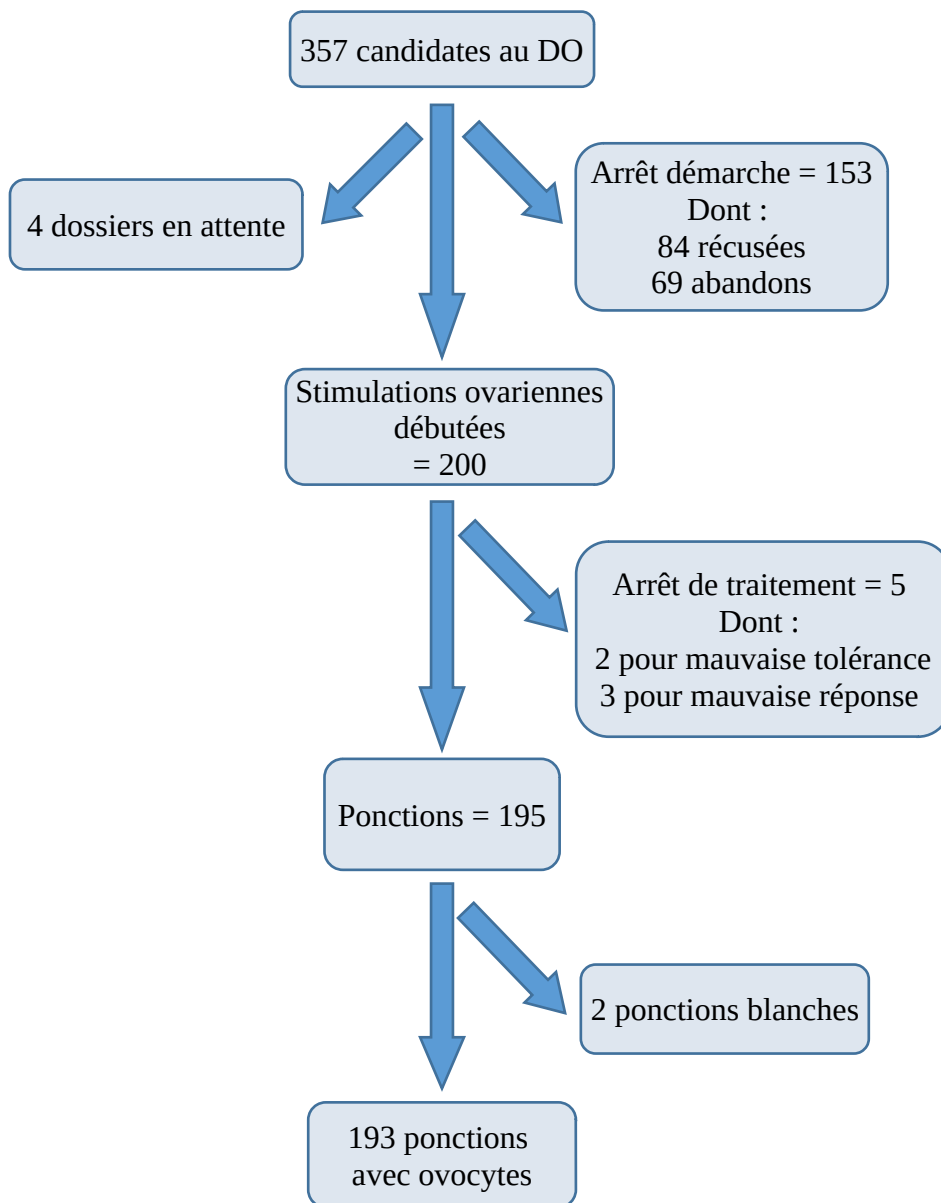 357 candidates au DO
4 dossiers en attente
Arrêt démarche = 153
Dont :
84 récusées
69 abandons
Stimulations ovariennes
débutées
= 200
Arrêt de traitement = 5
Dont :
2 pour mauvaise tolérance
3 pour mauvaise réponse
Ponctions = 195
2 ponctions blanches
193 ponctions
avec ovocytes